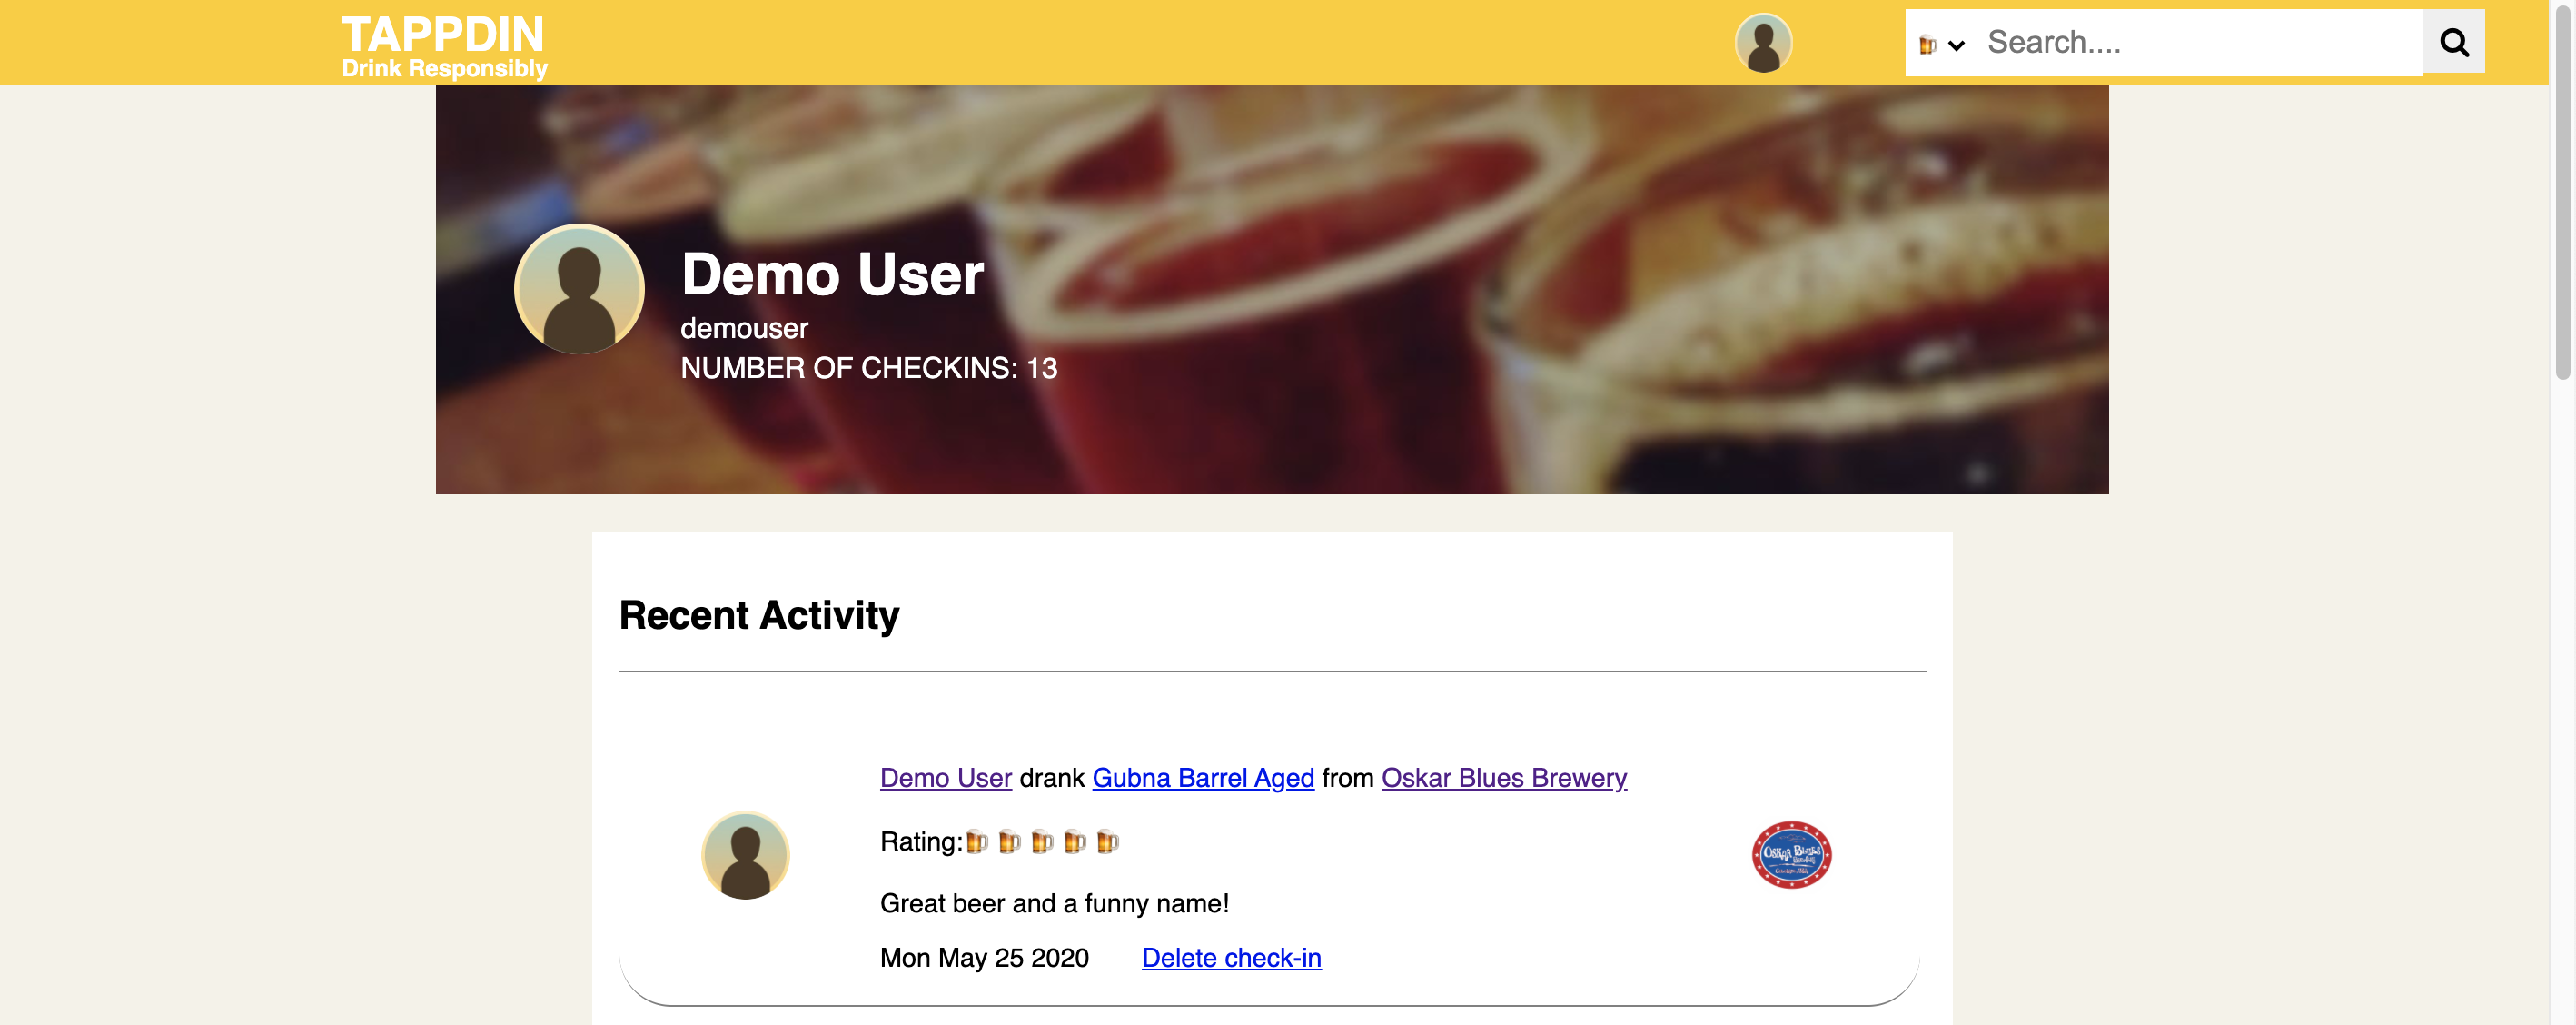 TAPPDIN
Drink Responsibly
Search....
Demo User
demouser
NUMBER OF CHECKINS: 13
Recent Activity
Demo User drank Gubna Barrel Aged from Oskar Blues Brewery
Rating:🍺 🍺 🍺 🍺 🍺
Great beer and a funny name!
Oskar Blues
Mon May 25 2020 Delete check-in